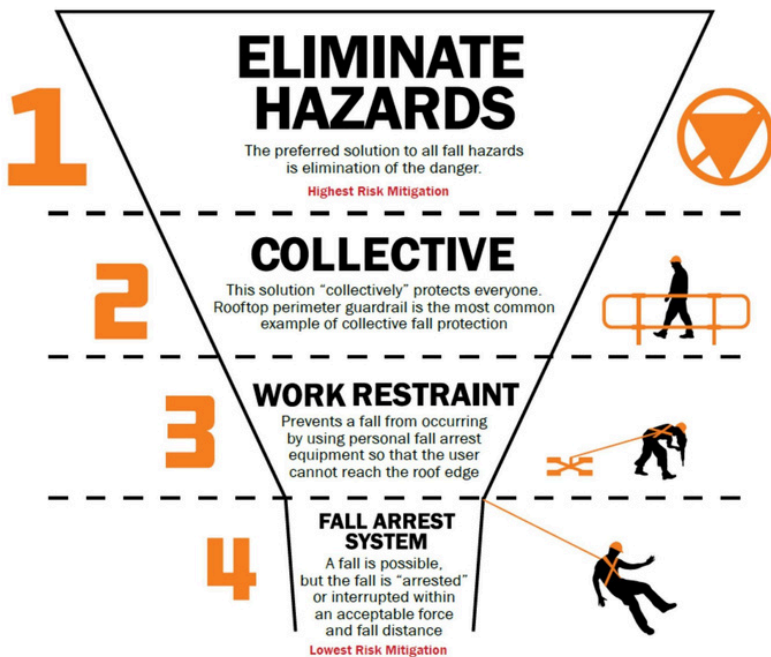 1
ELIMINATE
HAZARDS
The preferred solution to all fall hazards
is elimination of the danger.
Highest Risk Mitigation
2
COLLECTIVE
This solution “collectively” protects everyone.
Rooftop perimeter guardrail is the most common
example of collective fall protection
3
WORK RESTRAINT
Prevents a fall from occurring
by using personal fall arrest
equipment so that the user
cannot reach the roof edge
4
FALL ARREST
SYSTEM
A fall is possible,
but the fall is “arrested”
or interrupted within
an acceptable force
and fall distance
Lowest Risk Mitigation